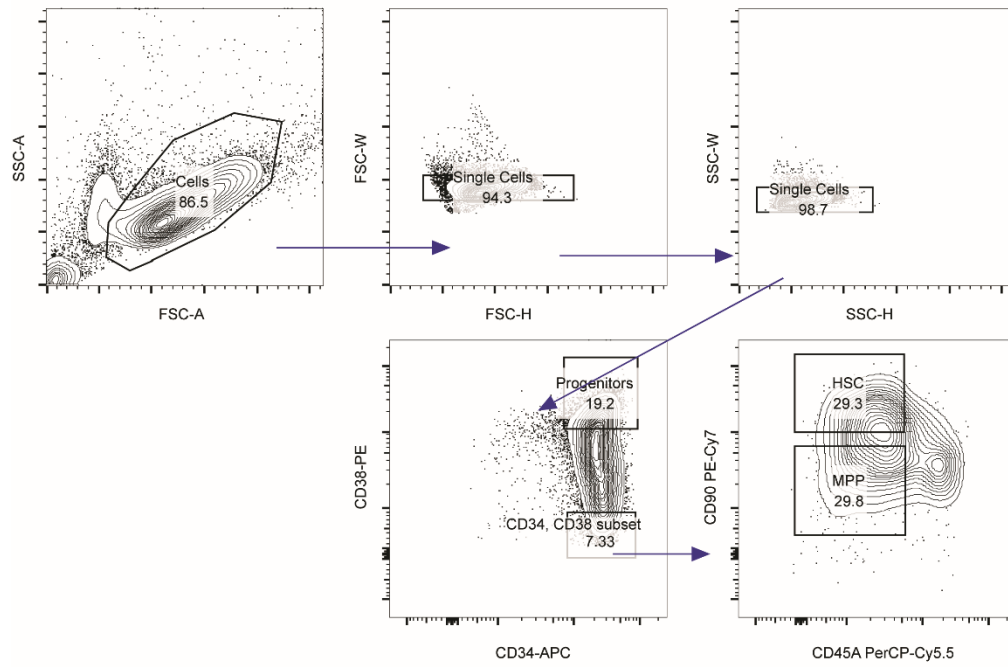 SSC-A
Cells
86.5
FSC-A
FSC-W
Single Cells
94.3
FSC-H
SSC-W
Single Cells
98.7
SSC-H
CD38-PE
Progenitors
19.2
CD34, CD38 subset
7.33
CD34-APC
CD90 PE-Cy7
HSC
29.3
MPP
29.8
CD45A PerCP-Cy5.5